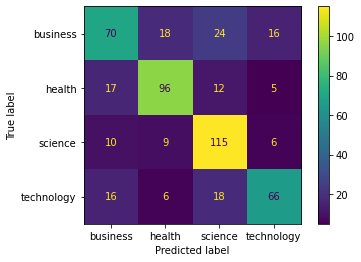 business 70 18 24 16
health 17 96 12 5
science 10 9 115 6
technology 16 6 18 66
business health science technology
Predicted label
True label
100
80
60
40
20